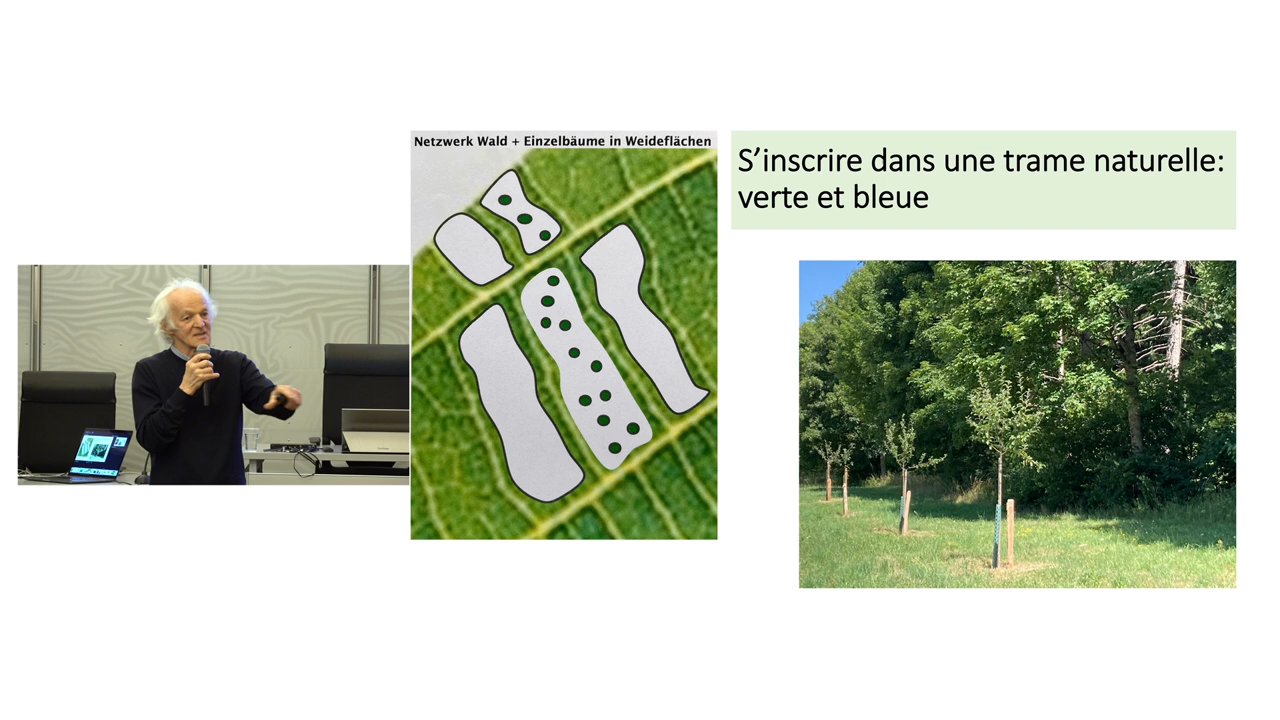 Netzwerk Wald + Einzelbäume in Weideflächen
S’inscrire dans une trame naturelle:
verte et bleue